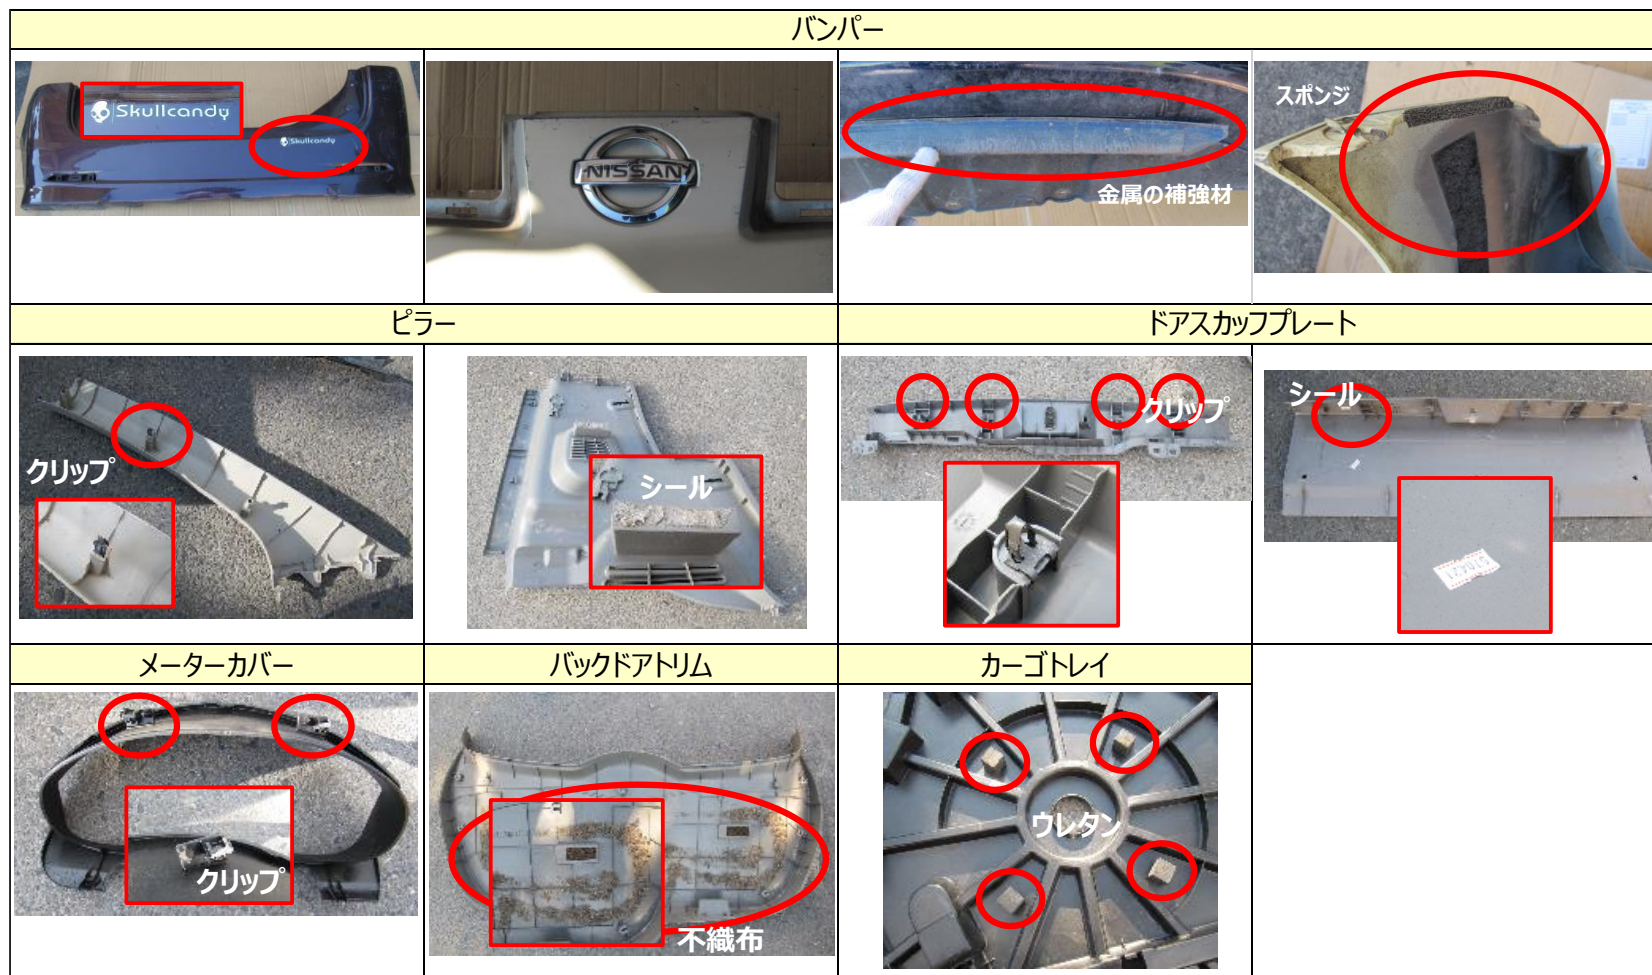 バンパー
Skullcandy
Skullcandy
NISSAN
金属の補強材
スポンジ
ピラー
ドアスカッフプレート
クリップ
シール
クリップ
シール
メーターカバー
バックドアトリム
カーゴトレイ
クリップ
不織布
ウレタン